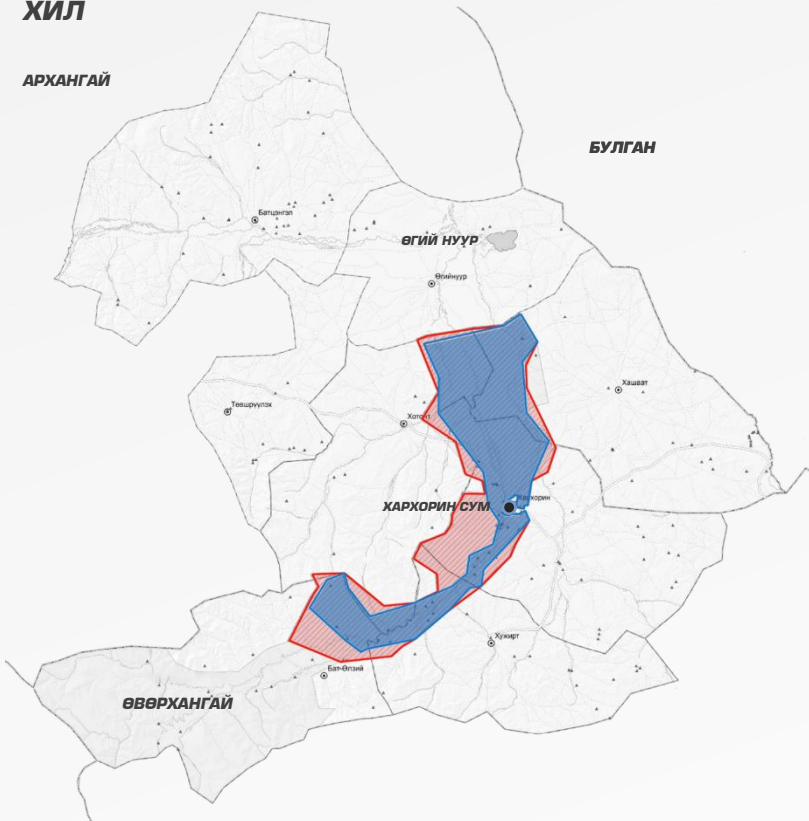 ХИЛ
АРХАНГАЙ
БУЛГАН
Батцэнгэл
ӨГИЙ НУУР
Өгийнуур
Хашаат
Төвшрүүлэх
Хотонт
Хархорин
ХАРХОРИН СУМ
Хужирт
Бат-Өлзий
ӨВӨРХАНГАЙ